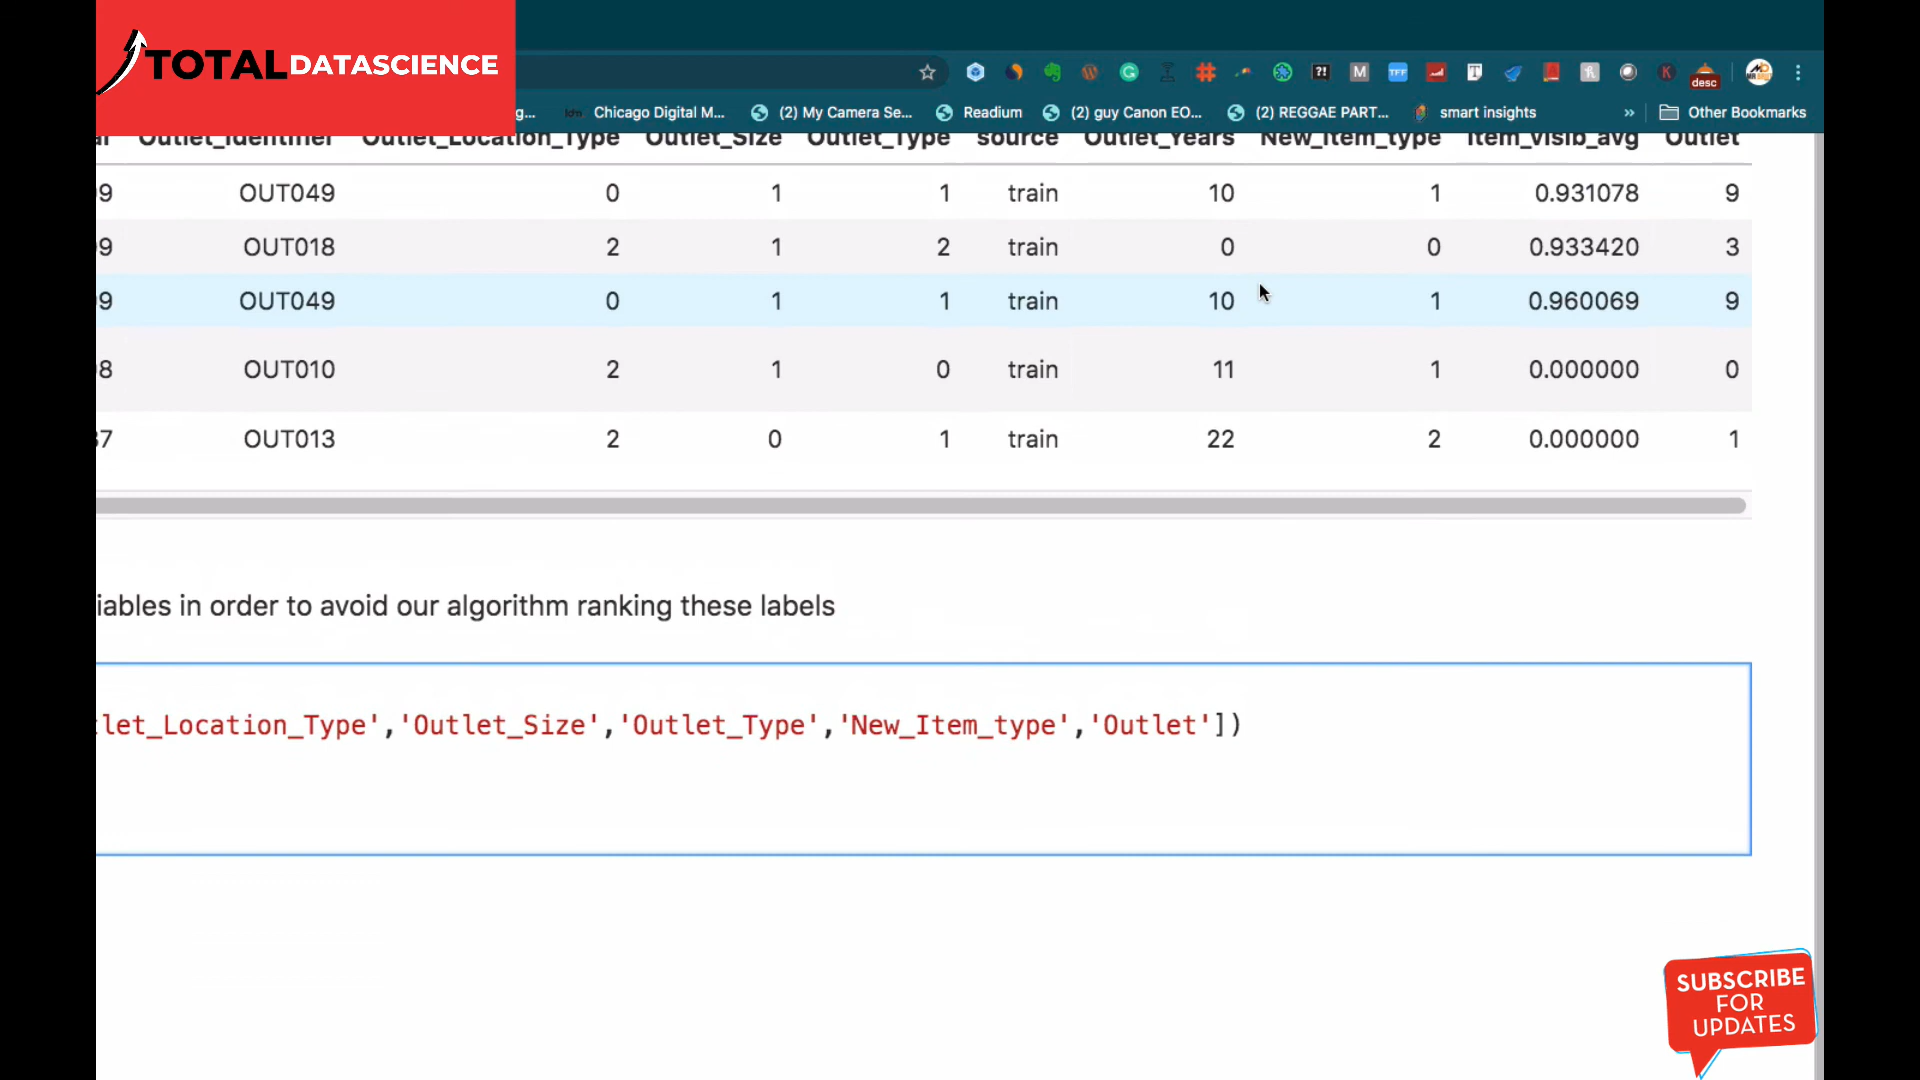 TOTALDATASCIENCE
?! M TFF T K desc
g... Chicago Digital M... (2) My Camera Se... Readium (2) guy Canon EO... (2) REGGAE PART... smart insights » Other Bookmarks
Outlet_Identifier Outlet_Location_Type Outlet_Size Outlet_Type source Outlet_Years New_Item_type Item_Visib_avg Outlet
9 OUT049 0 1 1 train 10 1 0.931078 9
9 OUT018 2 1 2 train 0 0 0.933420 3
9 OUT049 0 1 1 train 10 1 0.960069 9
8 OUT010 2 1 0 train 11 1 0.000000 0
7 OUT013 2 0 1 train 22 2 0.000000 1
iables in order to avoid our algorithm ranking these labels
tlet_Location_Type','Outlet_Size','Outlet_Type','New_Item_type','Outlet'])
SUBSCRIBE
FOR
UPDATES